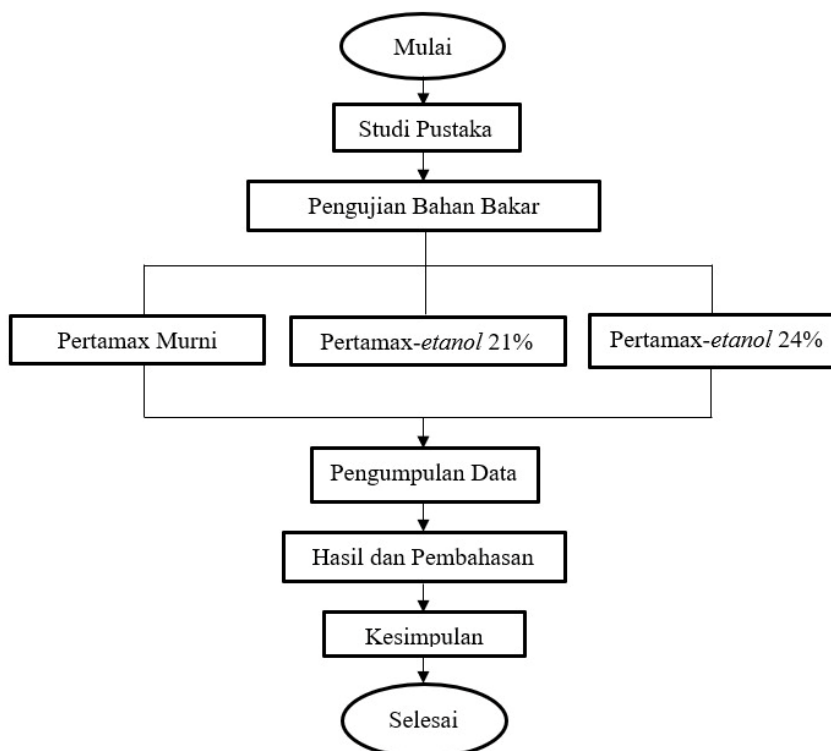 Mulai
Studi Pustaka
Pengujian Bahan Bakar
Pertamax Murni
Pertamax-etanol 21%
Pertamax-etanol 24%
Pengumpulan Data
Hasil dan Pembahasan
Kesimpulan
Selesai